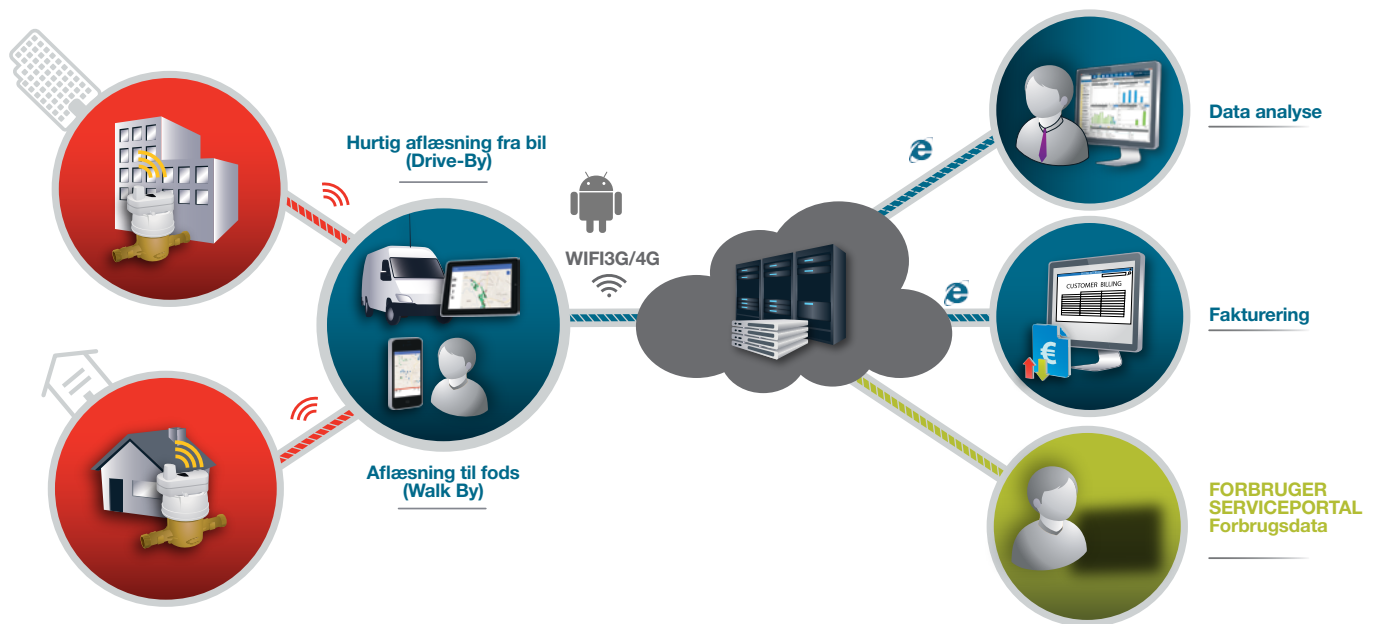 Hurtig aflæsning fra bil
(Drive-By)
WIFI3G/4G
Aflæsning til fods
(Walk By)
Data analyse
CUSTOMER BILLING
Fakturering
FORBRUGER
SERVICEPORTAL
Forbrugsdata